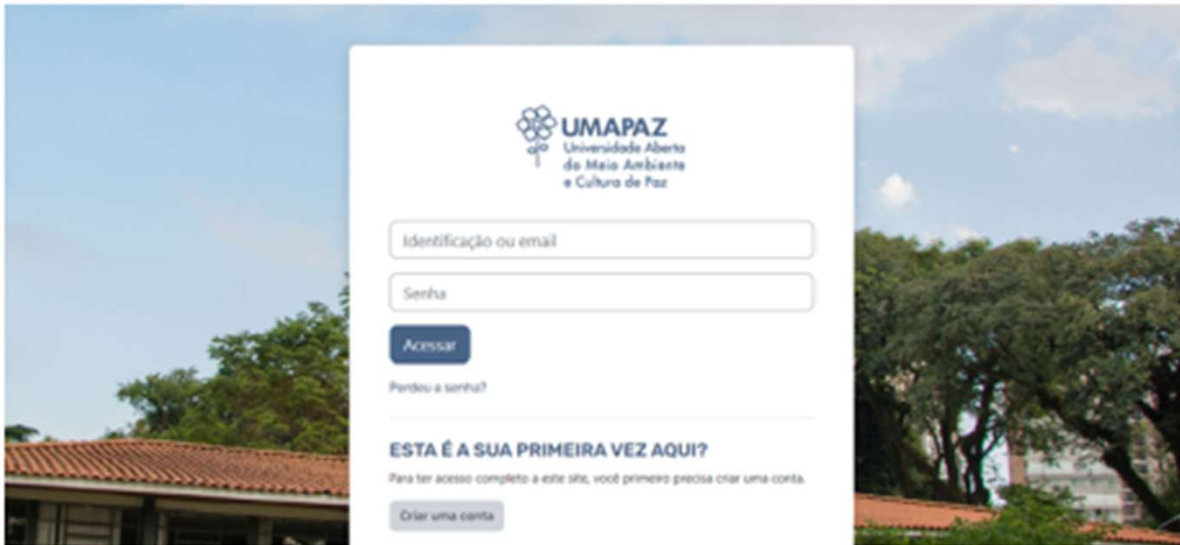 UMAPAZ
Universidade Aberta
do Meio Ambiente
e Cultura de Paz
Identificação ou email
Senha
Acessar
Perdeu a senha?
ESTA É A SUA PRIMEIRA VEZ AQUI?
Para ter acesso completo a este site, você primeiro precisa criar uma conta.
Criar uma conta